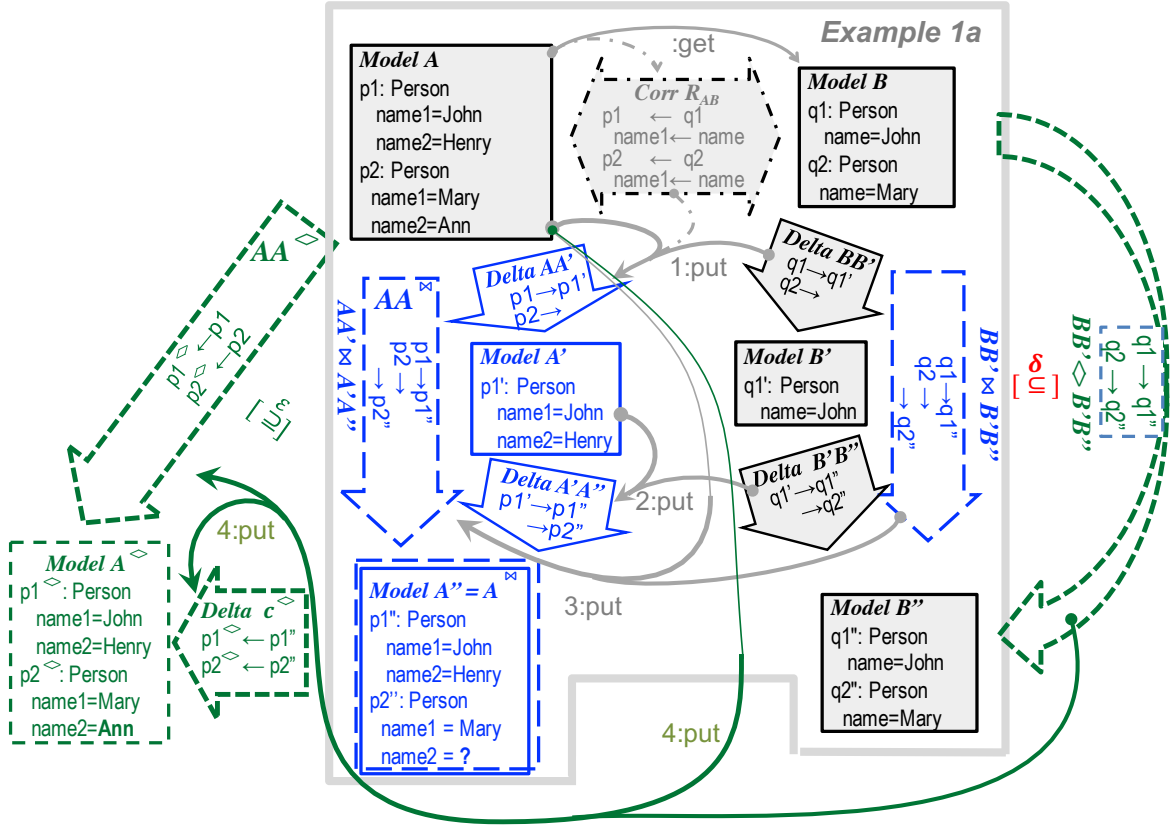 Example 1a
:get
Model A
p1: Person
name1=John
name2=Henry
p2: Person
name1=Mary
name2=Ann
Corr R_AB
p1 ← q1
name1← name
p2 ← q2
name1← name
Model B
q1: Person
name=John
q2: Person
name=Mary
1:put
Delta AA'
p1→p1'
p2→
Delta BB'
q1→q1'
q2→
AA ◇
p1 ◇ ←p1
p2 ◇ ←p2
[ ⊆ ε ]
AA' ⋈ A'A"
AA ⋈
p1→p1"
p2 →
→p2"
Model A'
p1': Person
name1=John
name2=Henry
Model B'
q1': Person
name=John
q1→q1"
q2 →
→ q2"
BB' ⋈ B'B"
δ
[ ⊆ ]
BB' ◇ B'B"
q1 → q1"
q2 → q2"
Delta A'A"
p1' →p1"
→p2"
2:put
Delta B'B"
q1' →q1"
→q2"
4:put
3:put
Model A ◇
p1 ◇: Person
name1=John
name2=Henry
p2 ◇: Person
name1=Mary
name2=Ann
Delta c ◇
p1 ◇ ← p1"
p2 ◇ ← p2"
Model A" = A ⋈
p1": Person
name1=John
name2=Henry
p2'': Person
name1 = Mary
name2 = ?
4:put
Model B"
q1": Person
name=John
q2": Person
name=Mary